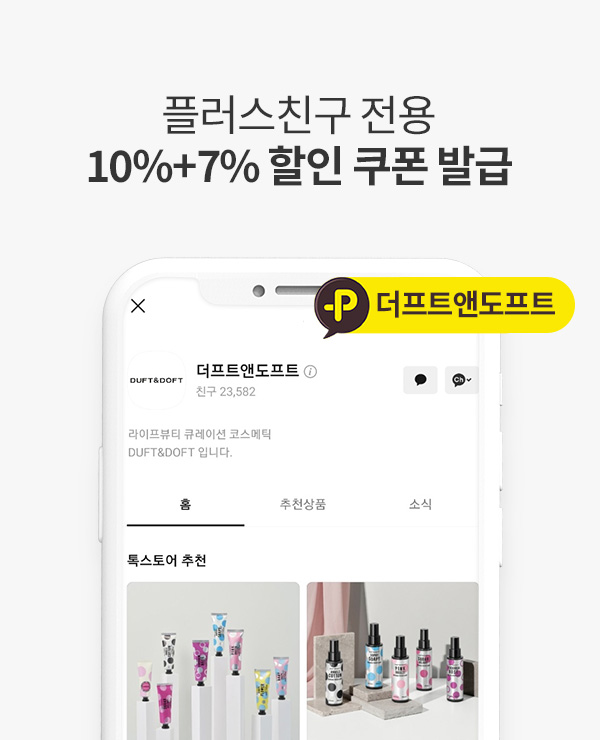 플러스친구 전용
10%+7% 할인 쿠폰 발급
P 더프트앤도프트
DUFT&DOFT
더프트앤도프트 i
친구 23,582
Ch
라이프뷰티 큐레이션 코스메틱
DUFT&DOFT 입니다.
홈 추천상품 소식
톡스토어 추천
PINK